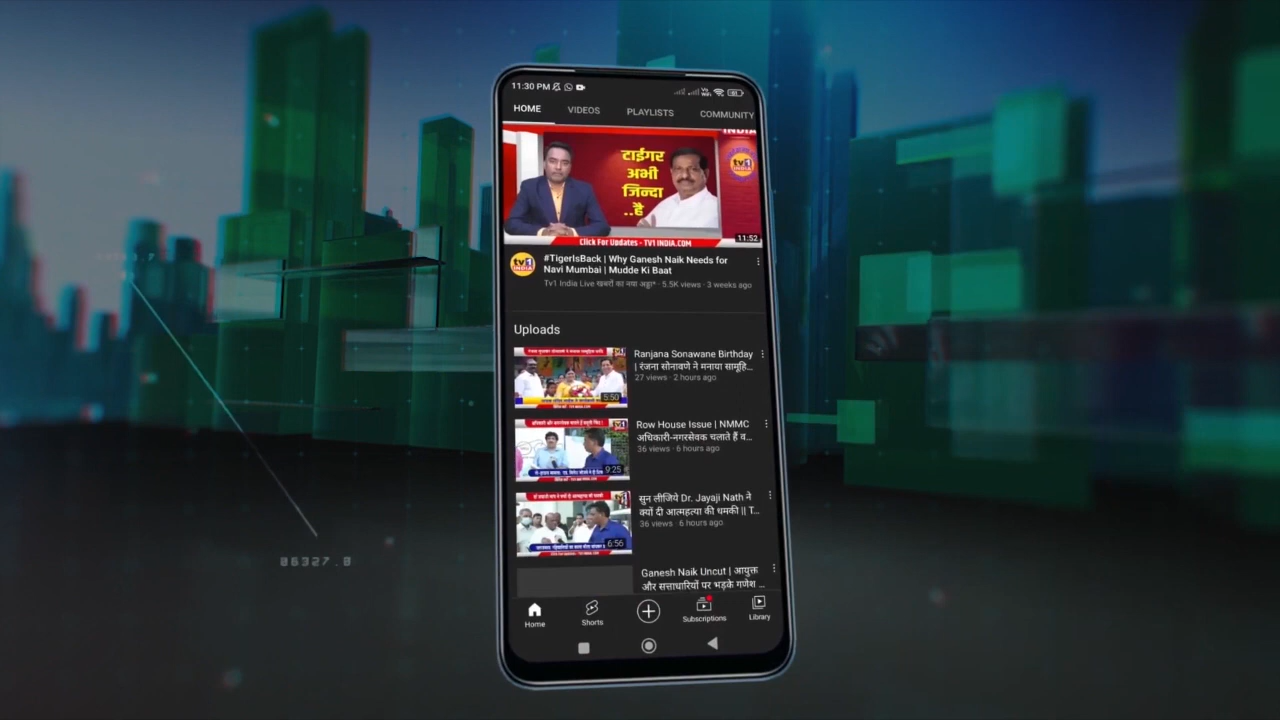 11:30 PM
HOME VIDEOS PLAYLISTS COMMUNITY
INDIA
टाईगर
अभी
जिन्दा
..है
tv1
INDIA
11:52
Click For Updates - TV1 INDIA.COM
tv1
INDIA
#TigerIsBack | Why Ganesh Naik Needs for
Navi Mumbai | Mudde Ki Baat
Tv1 India Live खबरों का नया अड्डा" · 5.5K views · 3 weeks ago
Uploads
Ranjana Sonawane Birthday
| रंजना सोनावणे ने मनाया सामूहि...
27 views · 2 hours ago
5:50
Row House Issue | NMMC
अधिकारी-नगरसेवक चलाते हैं व...
36 views · 6 hours ago
9:25
सुन लीजिये Dr. Jayaji Nath ने
क्यों दी आत्महत्या की धमकी || T...
36 views · 6 hours ago
6:56
Ganesh Naik Uncut | आयुक्त
और सत्ताधारियों पर भड़के गणेश ...
Home Shorts Subscriptions Library
06327.0